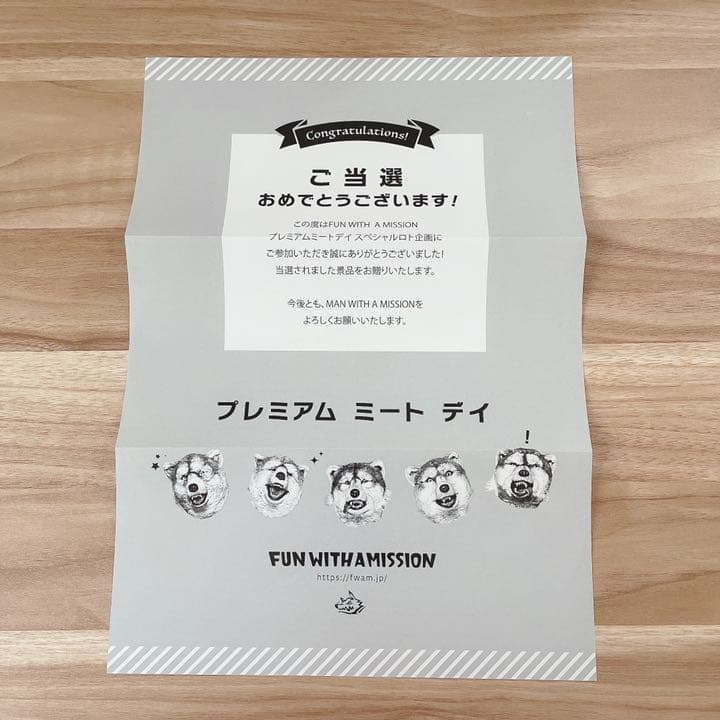 Congratulations!
ご当選
おめでとうございます!
この度はFUN WITH A MISSION
プレミアムミートデイ スペシャルロト企画に
ご参加いただき誠にありがとうございました!
当選されました景品をお贈りいたします。
今後とも、MAN WITH A MISSIONを
よろしくお願いいたします。
プレミアム ミート デイ
!
FUN WITH A MISSION
https://fwam.jp/